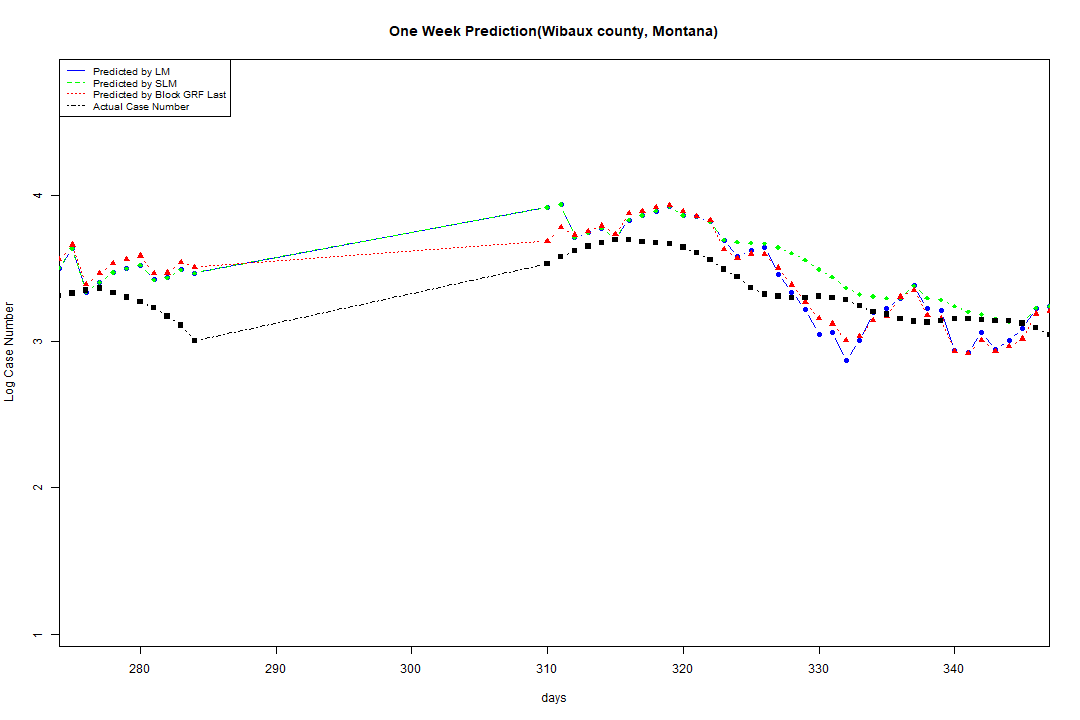 One Week Prediction(Wibaux county, Montana)
Predicted by LM
Predicted by SLM
Predicted by Block GRF Last
Actual Case Number
4
3
2
1
Log Case Number
280 290 300 310 320 330 340
days